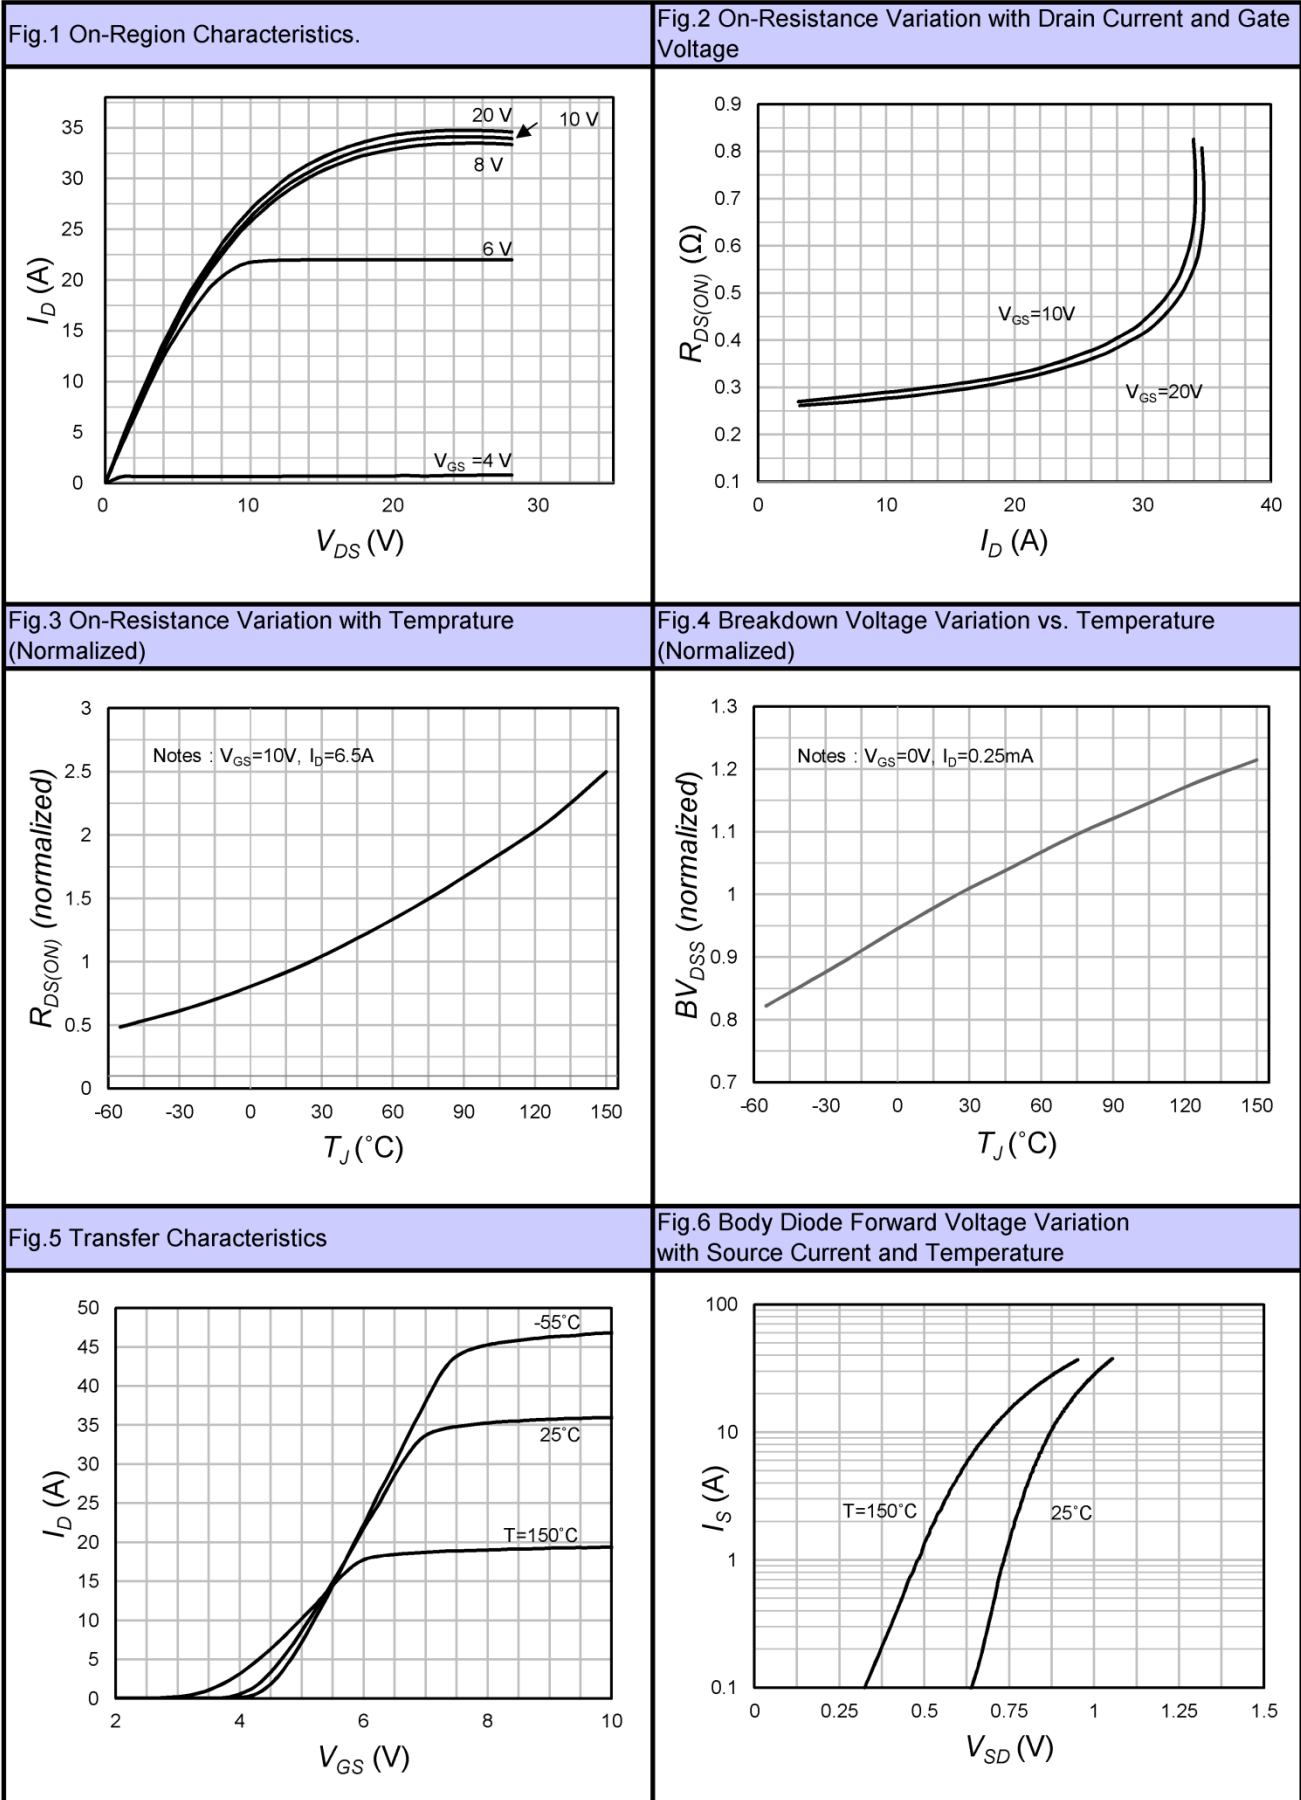 Fig.1 On-Region Characteristics.
Fig.2 On-Resistance Variation with Drain Current and Gate
Voltage
20 V
10 V
8 V
6 V
VGS =4 V
35
30
25
20
15
10
5
0
0 10 20 30
ID (A)
VDS (V)
0.9
0.8
0.7
0.6
0.5
0.4
0.3
0.2
0.1
VGS=10V
VGS=20V
0 10 20 30 40
RDS(ON) (Ω)
ID (A)
Fig.3 On-Resistance Variation with Temprature
(Normalized)
Fig.4 Breakdown Voltage Variation vs. Temperature
(Normalized)
3
2.5
2
1.5
1
0.5
0
Notes : VGS=10V, ID=6.5A
-60 -30 0 30 60 90 120 150
RDS(ON) (normalized)
TJ (˚C)
1.3
1.2
1.1
1
0.9
0.8
0.7
Notes : VGS=0V, ID=0.25mA
-60 -30 0 30 60 90 120 150
BVDSS (normalized)
TJ (˚C)
Fig.5 Transfer Characteristics
Fig.6 Body Diode Forward Voltage Variation
with Source Current and Temperature
50
45
40
35
30
25
20
15
10
5
0
-55˚C
25˚C
T=150˚C
2 4 6 8 10
ID (A)
VGS (V)
100
10
1
0.1
T=150˚C
25˚C
0 0.25 0.5 0.75 1 1.25 1.5
IS (A)
VSD (V)